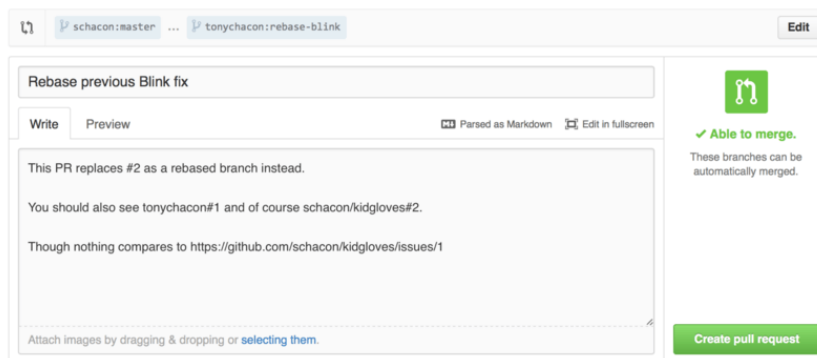 schacon:master ... tonychacon:rebase-blink
Edit
Rebase previous Blink fix
Write Preview
Parsed as Markdown Edit in fullscreen
This PR replaces #2 as a rebased branch instead.
You should also see tonychacon#1 and of course schacon/kidgloves#2.
Though nothing compares to https://github.com/schacon/kidgloves/issues/1
Attach images by dragging & dropping or selecting them.
Able to merge.
These branches can be
automatically merged.
Create pull request